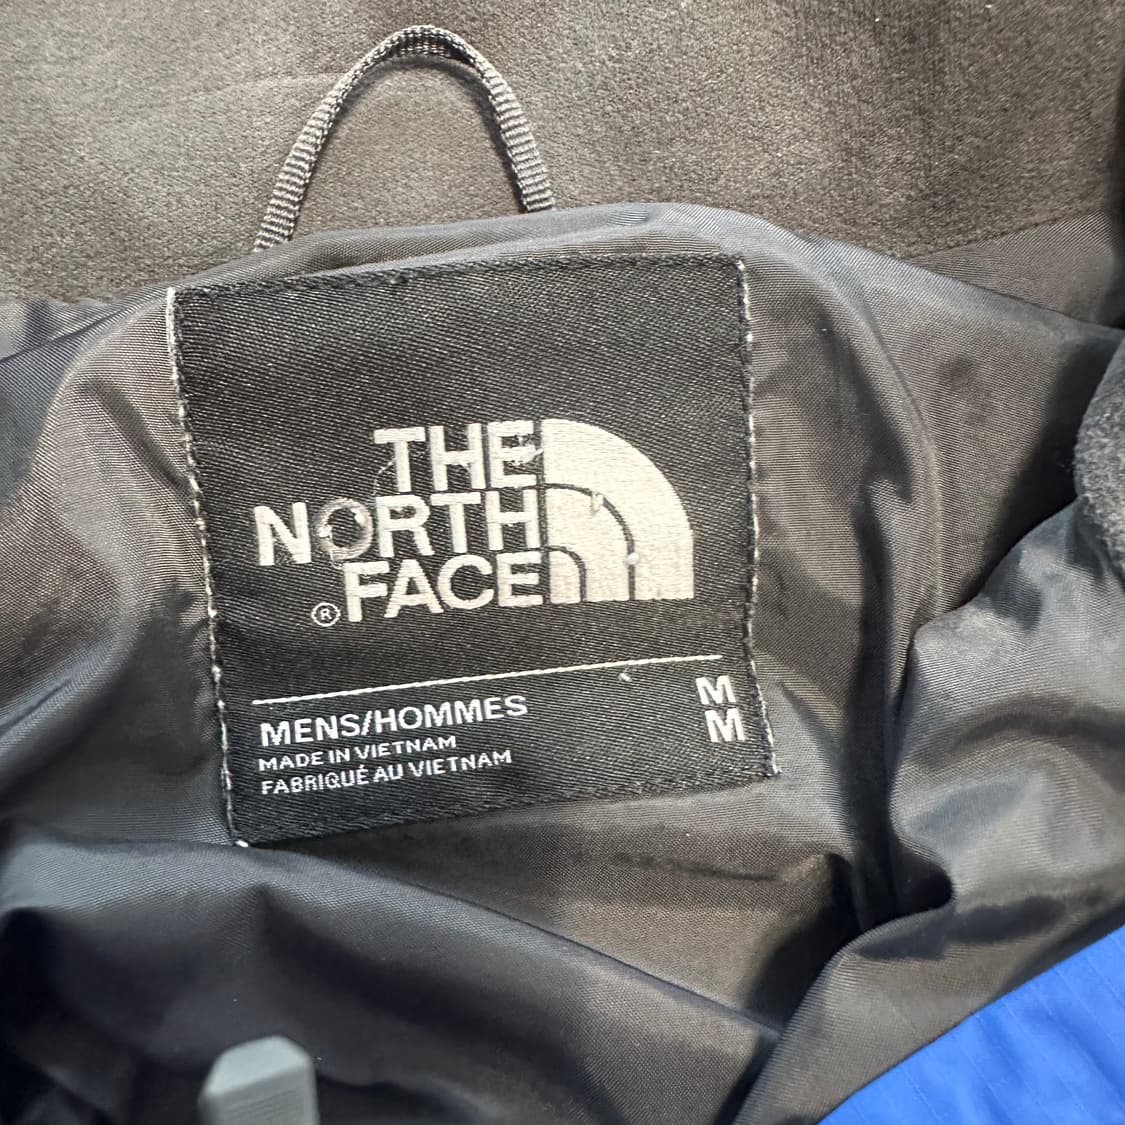 THE
NORTH
FACE
®
MENS/HOMMES
MADE IN VIETNAM
FABRIQUÉ AU VIETNAM
M
M